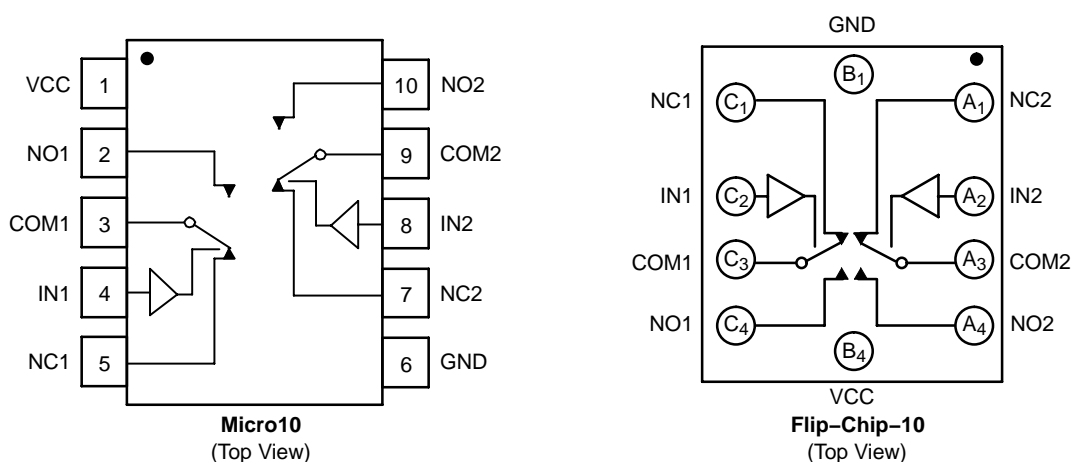 VCC 1
NO1 2
COM1 3
IN1 4
NC1 5
10 NO2
9 COM2
8 IN2
7 NC2
6 GND
Micro10
(Top View)
GND
B1
NC1 C1
A1 NC2
IN1 C2
A2 IN2
COM1 C3
A3 COM2
NO1 C4
A4 NO2
B4
VCC
Flip−Chip−10
(Top View)